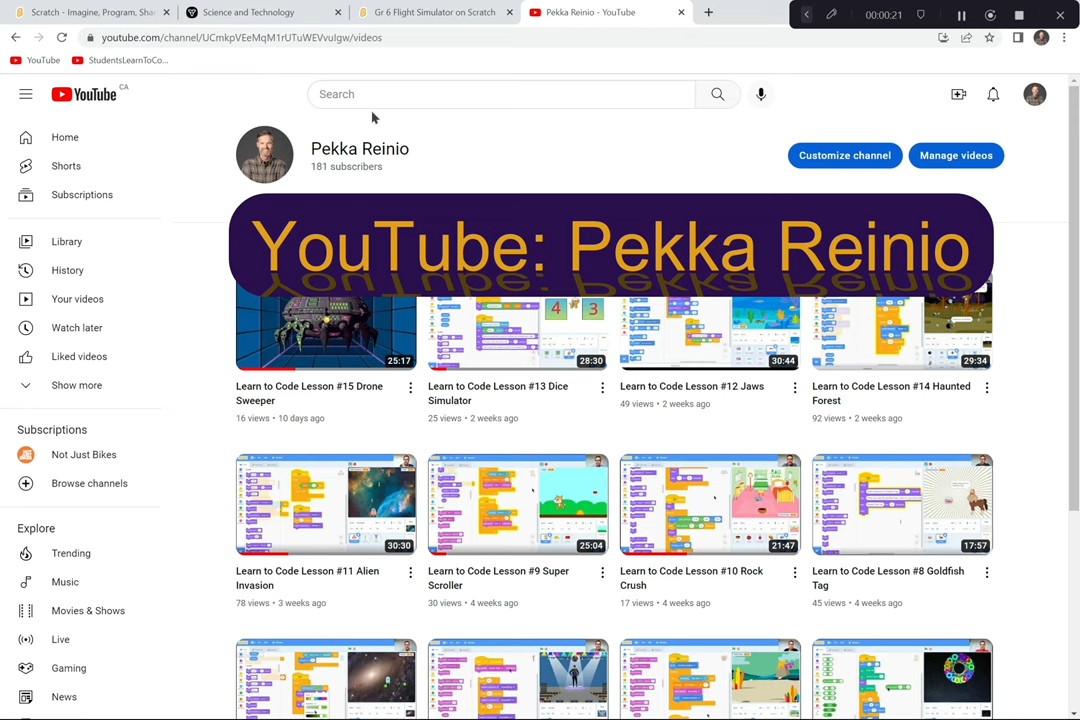 Scratch - Imagine, Program, Shar
Science and Technology
Gr 6 Flight Simulator on Scratch
Pekka Reinio - YouTube
00:00:21
youtube.com/channel/UCmkpVEeMqM1rUTuWEVvuIgw/videos
YouTube
StudentsLearnToCo...
YouTube CA
Search
Home
Shorts
Subscriptions
Library
History
Your videos
Watch later
Liked videos
Show more
Subscriptions
Not Just Bikes
Browse channels
Explore
Trending
Music
Movies & Shows
Live
Gaming
News
Pekka Reinio
181 subscribers
Customize channel
Manage videos
YouTube: Pekka Reinio
4 3
25:17
28:30
30:44
29:34
Learn to Code Lesson #15 Drone
Sweeper
16 views • 10 days ago
Learn to Code Lesson #13 Dice
Simulator
25 views • 2 weeks ago
Learn to Code Lesson #12 Jaws
49 views • 2 weeks ago
Learn to Code Lesson #14 Haunted
Forest
92 views • 2 weeks ago
30:30
25:04
21:47
17:57
Learn to Code Lesson #11 Alien
Invasion
78 views • 3 weeks ago
Learn to Code Lesson #9 Super
Scroller
30 views • 4 weeks ago
Learn to Code Lesson #10 Rock
Crush
17 views • 4 weeks ago
Learn to Code Lesson #8 Goldfish
Tag
45 views • 4 weeks ago